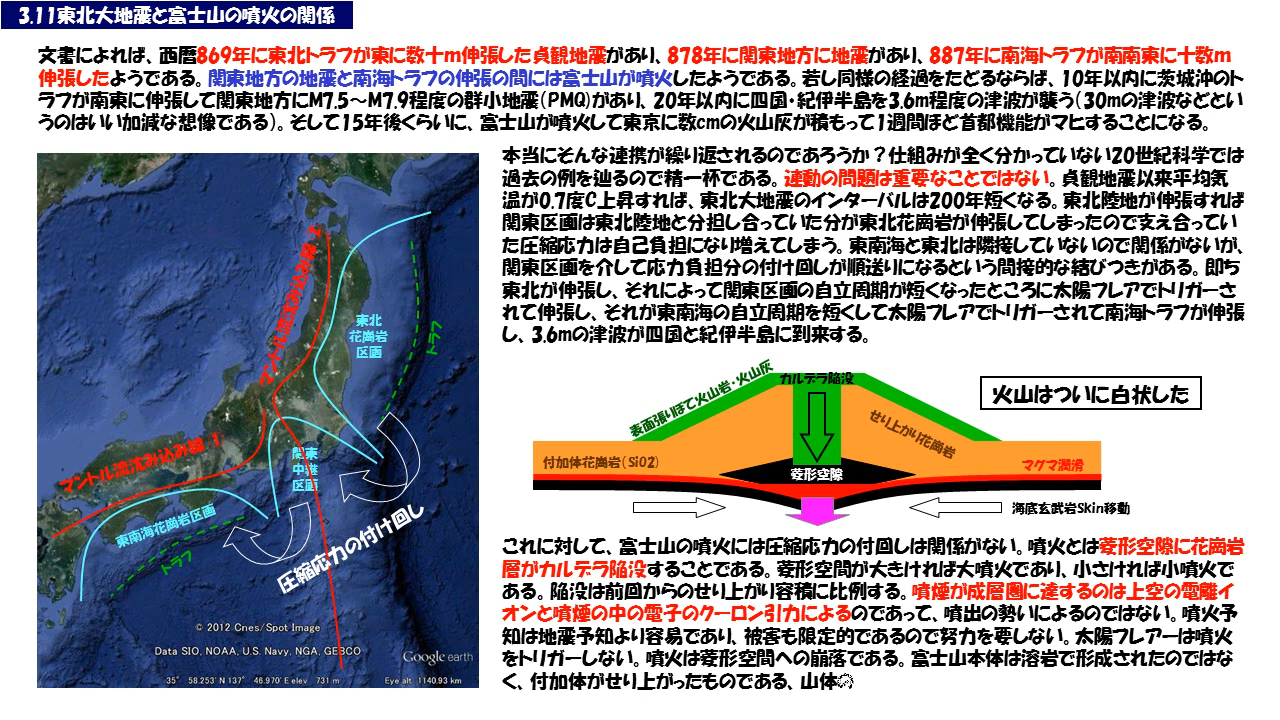 3.11東北大地震と富士山の噴火の関係
文書によれば、西暦869年に東北トラフが東に数十m伸張した貞観地震があり、878年に関東地方に地震があり、887年に南海トラフが南南東に十数m
伸張したようである。関東地方の地震と南海トラフの伸張の間には富士山が噴火したようである。若し同様の経過をたどるならば、10年以内に茨城沖のト
ラフが南東に伸張して関東地方にM7.5～M7.9程度の群小地震(PMQ)があり、20年以内に四国・紀伊半島を3.6m程度の津波が襲う(30mの津波などとい
うのはいい加減な想像である)。そして15年後くらいに、富士山が噴火して東京に数cmの火山灰が積もって1週間ほど首都機能がマヒすることになる。
本当にそんな連携が繰り返されるのであろうか?仕組みが全く分かっていない20世紀科学では
過去の例を辿るので精一杯である。連動の問題は重要なことではない。貞観地震以来平均気
温が0.7度C上昇すれば、東北大地震のインターバルは200年短くなる。東北陸地が伸張すれば
関東区画は東北陸地と分担し合っていた分が東北花崗岩が伸張してしまったので支え合ってい
た圧縮応力は自己負担になり増えてしまう。東南海と東北は隣接していないので関係がないが、
関東区画を介して応力負担分の付け回しが順送りになるという間接的な結びつきがある。即ち
東北が伸張し、それによって関東区画の自立周期が短くなったところに太陽フレアでトリガーさ
れて伸張し、それが東南海の自立周期を短くして太陽フレアでトリガーされて南海トラフが伸張
し、3.6mの津波が四国と紀伊半島に到来する。
マントル流沈み込み線 2
東北
花崗岩
区画
トラフ
マントル流沈み込み線 1
関東
中継
区画
東南海花崗岩区画
トラフ
圧縮応力の付け回し
© 2012 Cnes/Spot Image
Data SIO, NOAA, U.S. Navy, NGA, GEBCO
Google earth
35° 58.253' N 137° 46.970' E elev 731 m
Eye alt 1140.93 km
表面張りぼて火山岩・火山灰
カルデラ陥没
火山はついに白状した
せり上がり花崗岩
付加体花崗岩(SiO2)
菱形空隙
マグマ潤滑
海底玄武岩Skin移動
これに対して、富士山の噴火には圧縮応力の付回しは関係がない。噴火とは菱形空隙に花崗岩
層がカルデラ陥没することである。菱形空間が大きければ大噴火であり、小さければ小噴火で
ある。陥没は前回からのせり上がり容積に比例する。噴煙が成層圏に達するのは上空の電離イ
オンと噴煙の中の電子のクーロン引力によるのであって、噴出の勢いによるのではない。噴火予
知は地震予知より容易であり、被害も限定的であるので努力を要しない。太陽フレアーは噴火
をトリガーしない。噴火は菱形空間への崩落である。富士山本体は溶岩で形成されたのではな
く、付加体がせり上がったものである、山体